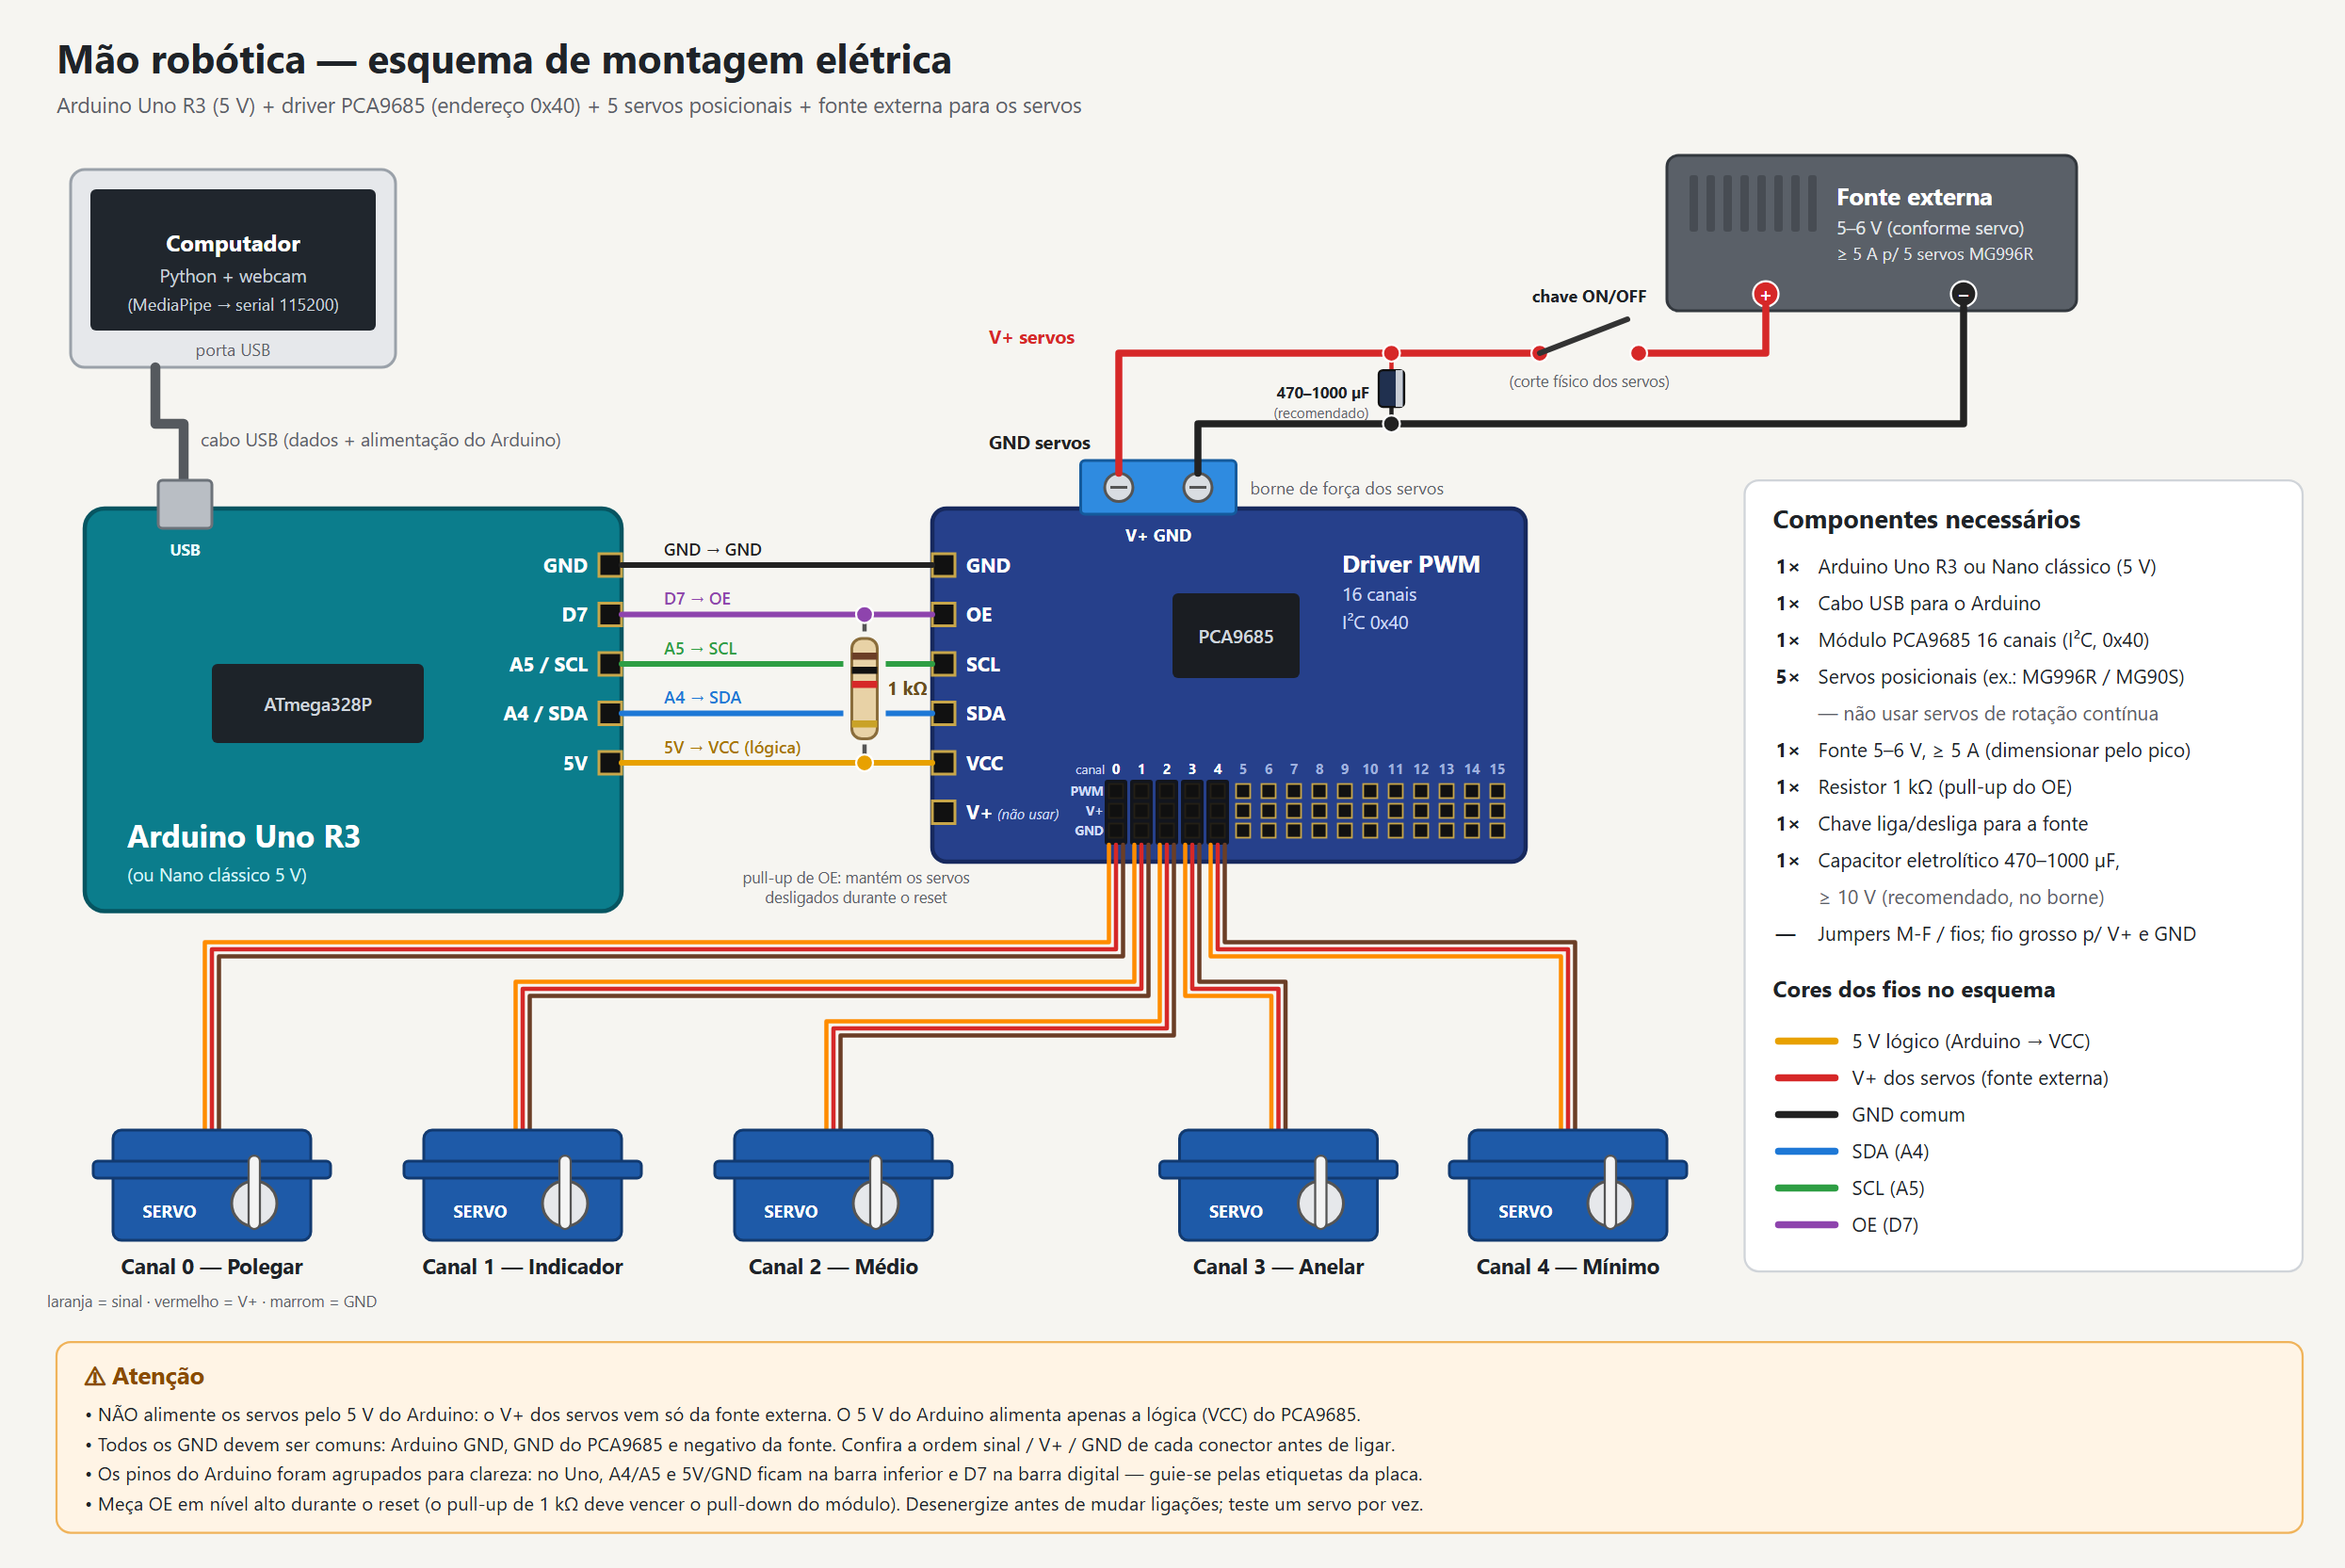 Mão robótica — esquema de montagem elétrica
Arduino Uno R3 (5 V) + driver PCA9685 (endereço 0x40) + 5 servos posicionais + fonte externa para os servos
Computador
Python + webcam
(MediaPipe → serial 115200)
porta USB
cabo USB (dados + alimentação do Arduino)
Fonte externa
5–6 V (conforme servo)
≥ 5 A p/ 5 servos MG996R
+
−
chave ON/OFF
(corte físico dos servos)
V+ servos
470–1000 µF
(recomendado)
GND servos
borne de força dos servos
V+ GND
USB
ATmega328P
Arduino Uno R3
(ou Nano clássico 5 V)
GND
D7
A5 / SCL
A4 / SDA
5V
GND → GND
D7 → OE
A5 → SCL
A4 → SDA
5V → VCC (lógica)
1 kΩ
GND
OE
SCL
SDA
VCC
V+ (não usar)
PCA9685
Driver PWM
16 canais
I²C 0x40
canal 0 1 2 3 4 5 6 7 8 9 10 11 12 13 14 15
PWM
V+
GND
pull-up de OE: mantém os servos
desligados durante o reset
Componentes necessários
1× Arduino Uno R3 ou Nano clássico (5 V)
1× Cabo USB para o Arduino
1× Módulo PCA9685 16 canais (I²C, 0x40)
5× Servos posicionais (ex.: MG996R / MG90S)
— não usar servos de rotação contínua
1× Fonte 5–6 V, ≥ 5 A (dimensionar pelo pico)
1× Resistor 1 kΩ (pull-up do OE)
1× Chave liga/desliga para a fonte
1× Capacitor eletrolítico 470–1000 µF,
≥ 10 V (recomendado, no borne)
— Jumpers M-F / fios; fio grosso p/ V+ e GND
Cores dos fios no esquema
5 V lógico (Arduino → VCC)
V+ dos servos (fonte externa)
GND comum
SDA (A4)
SCL (A5)
OE (D7)
SERVO
SERVO
SERVO
SERVO
SERVO
Canal 0 — Polegar
Canal 1 — Indicador
Canal 2 — Médio
Canal 3 — Anelar
Canal 4 — Mínimo
laranja = sinal · vermelho = V+ · marrom = GND
⚠ Atenção
• NÃO alimente os servos pelo 5 V do Arduino: o V+ dos servos vem só da fonte externa. O 5 V do Arduino alimenta apenas a lógica (VCC) do PCA9685.
• Todos os GND devem ser comuns: Arduino GND, GND do PCA9685 e negativo da fonte. Confira a ordem sinal / V+ / GND de cada conector antes de ligar.
• Os pinos do Arduino foram agrupados para clareza: no Uno, A4/A5 e 5V/GND ficam na barra inferior e D7 na barra digital — guie-se pelas etiquetas da placa.
• Meça OE em nível alto durante o reset (o pull-up de 1 kΩ deve vencer o pull-down do módulo). Desenergize antes de mudar ligações; teste um servo por vez.